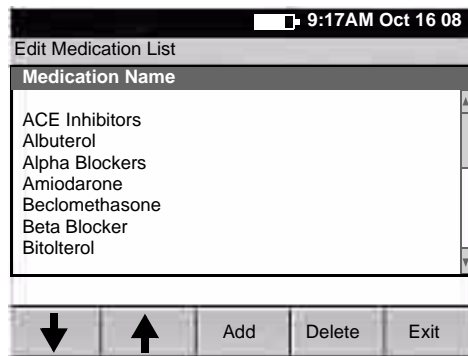 9:17AM Oct 16 08
Edit Medication List
Medication Name
ACE Inhibitors
Albuterol
Alpha Blockers
Amiodarone
Beclomethasone
Beta Blocker
Bitolterol
Add Delete Exit